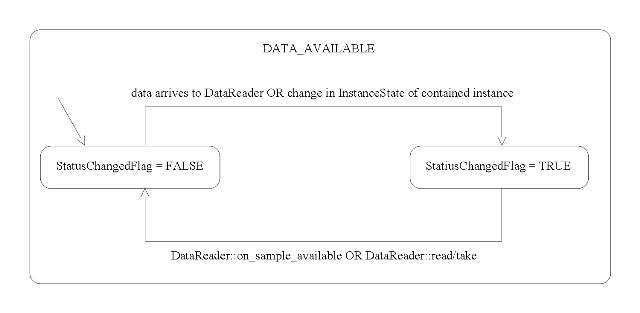 DATA_AVAILABLE
data arrives to DataReader OR change in InstanceState of contained instance
StatusChangedFlag = FALSE
StatiusChangedFlag = TRUE
DataReader::on_sample_available OR DataReader::read/take